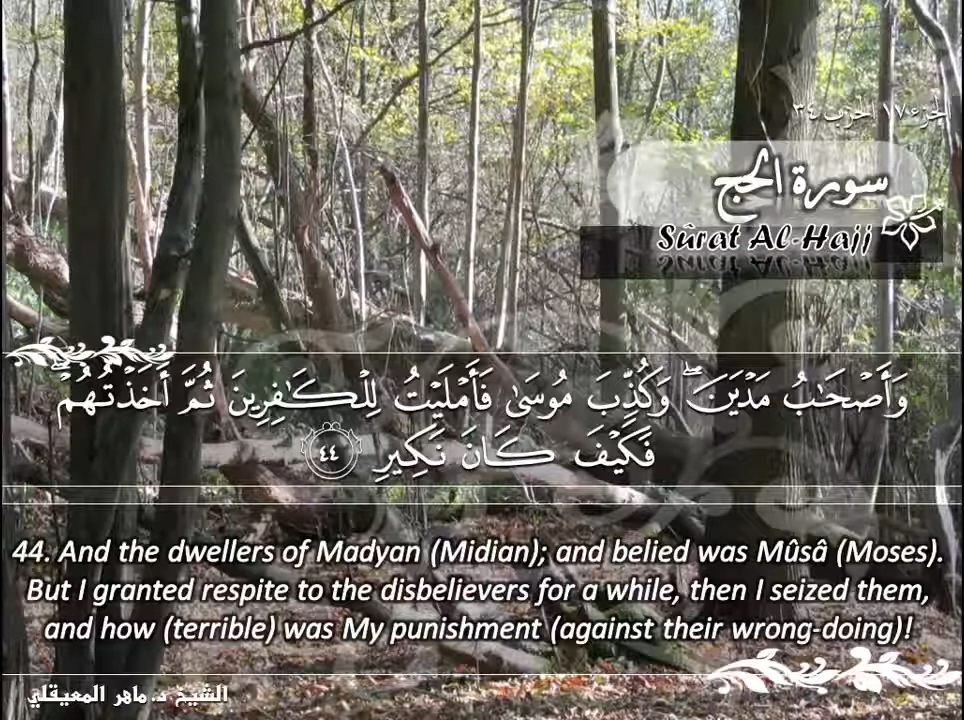 الجزء ١٧ الحزب ٣٤
سورة الحج
Sûrat Al-Hajj
وَأَصْحَـٰبُ مَدْيَنَ ۖ وَكُذِّبَ مُوسَىٰ فَأَمْلَيْتُ لِلْكَـٰفِرِينَ ثُمَّ أَخَذْتُهُمْ ۖ
فَكَيْفَ كَانَ نَكِيرِ ٤٤
44. And the dwellers of Madyan (Midian); and belied was Mûsâ (Moses).
But I granted respite to the disbelievers for a while, then I seized them,
and how (terrible) was My punishment (against their wrong-doing)!
الشيخ د. ماهر المعيقلي